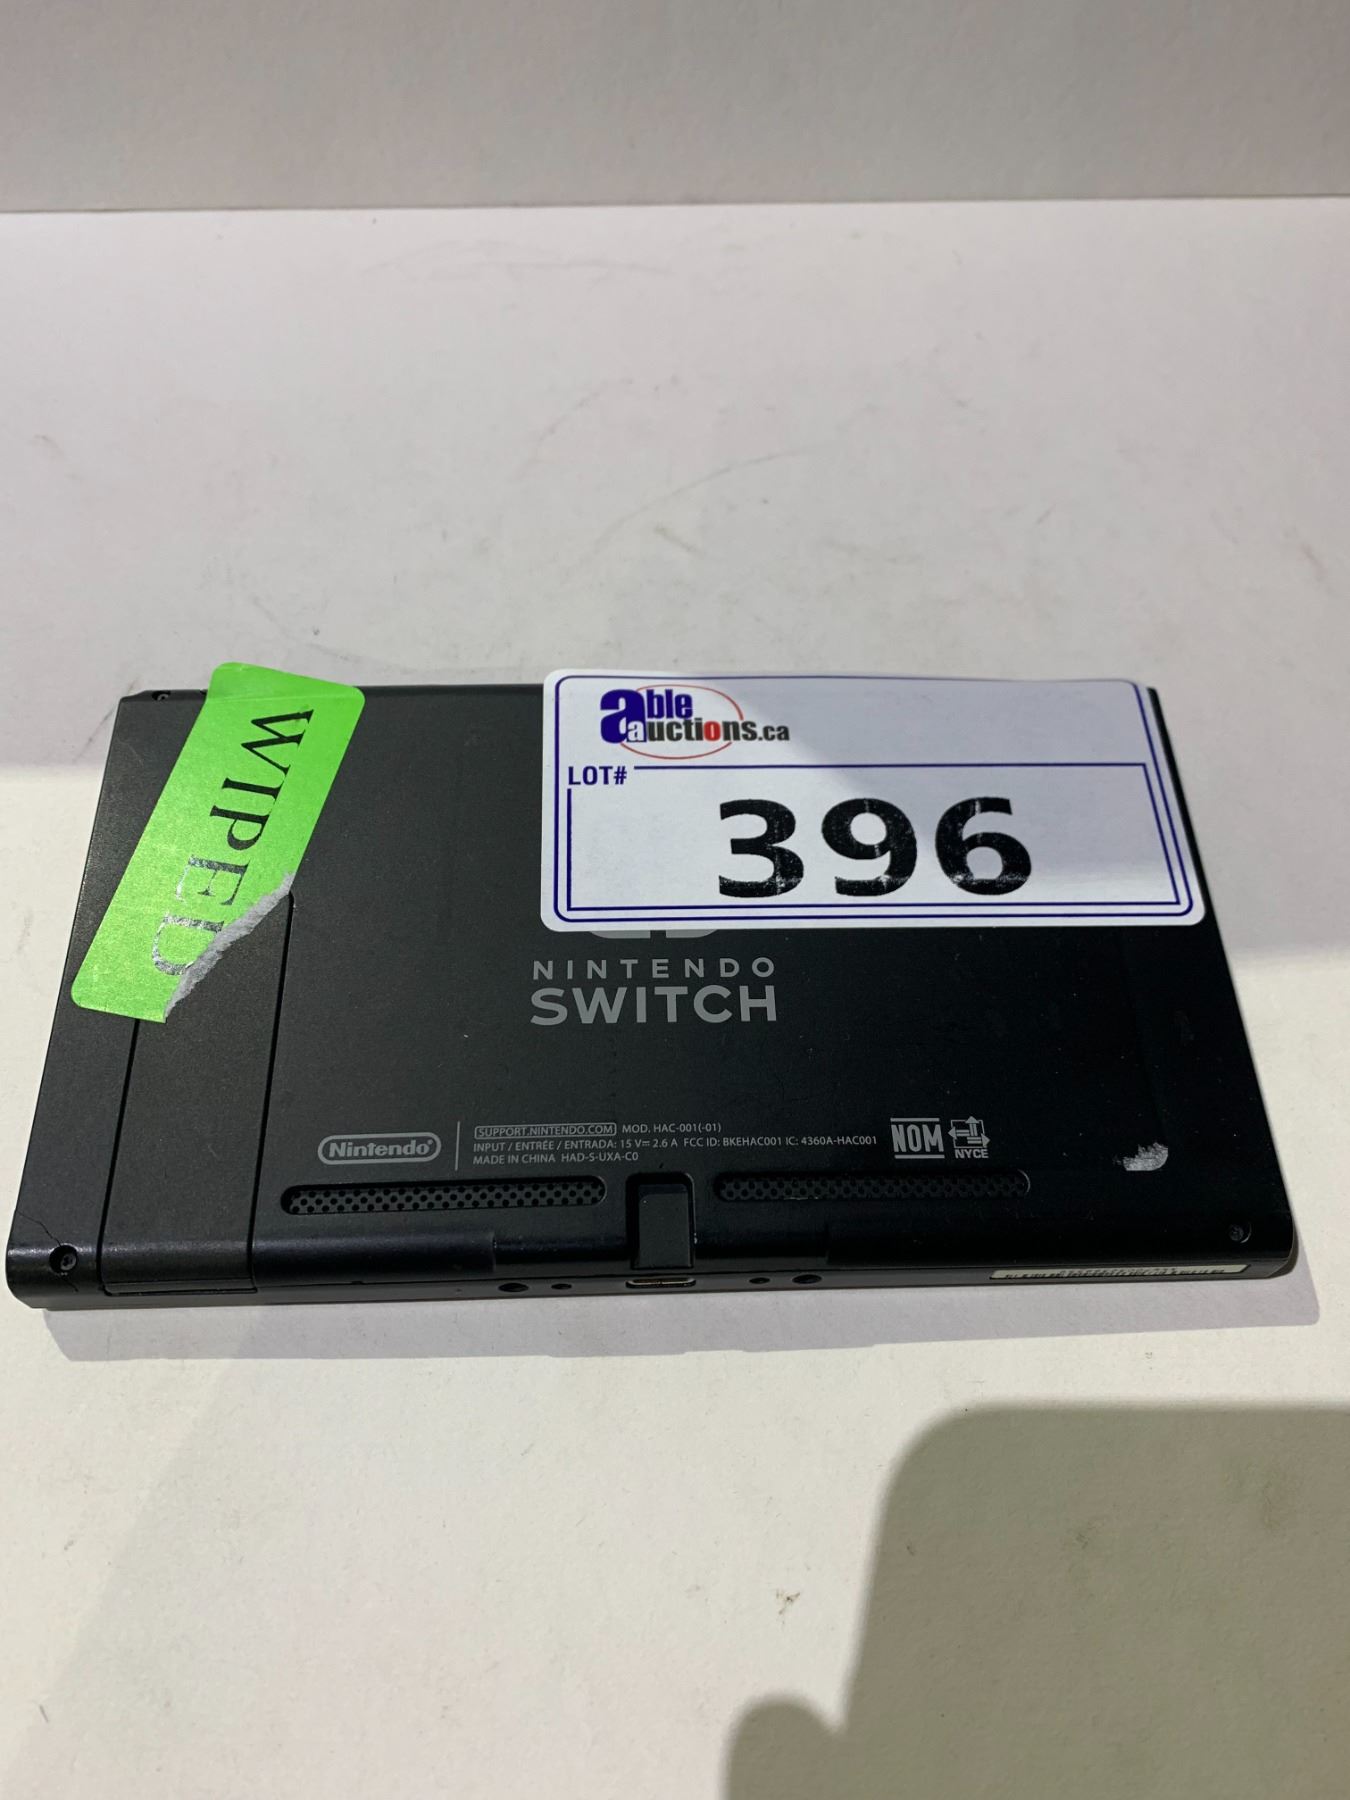 WIPED
able
auctions.ca
LOT#
396
NINTENDO
SWITCH
Nintendo
SUPPORT.NINTENDO.COM MOD. HAC-001(-01)
INPUT / ENTRÉE / ENTRADA: 15 V⎓ 2.6 A FCC ID: BKEHAC001 IC: 4360A-HAC001
MADE IN CHINA HAD-S-UXA-C0
NOM
NYCE